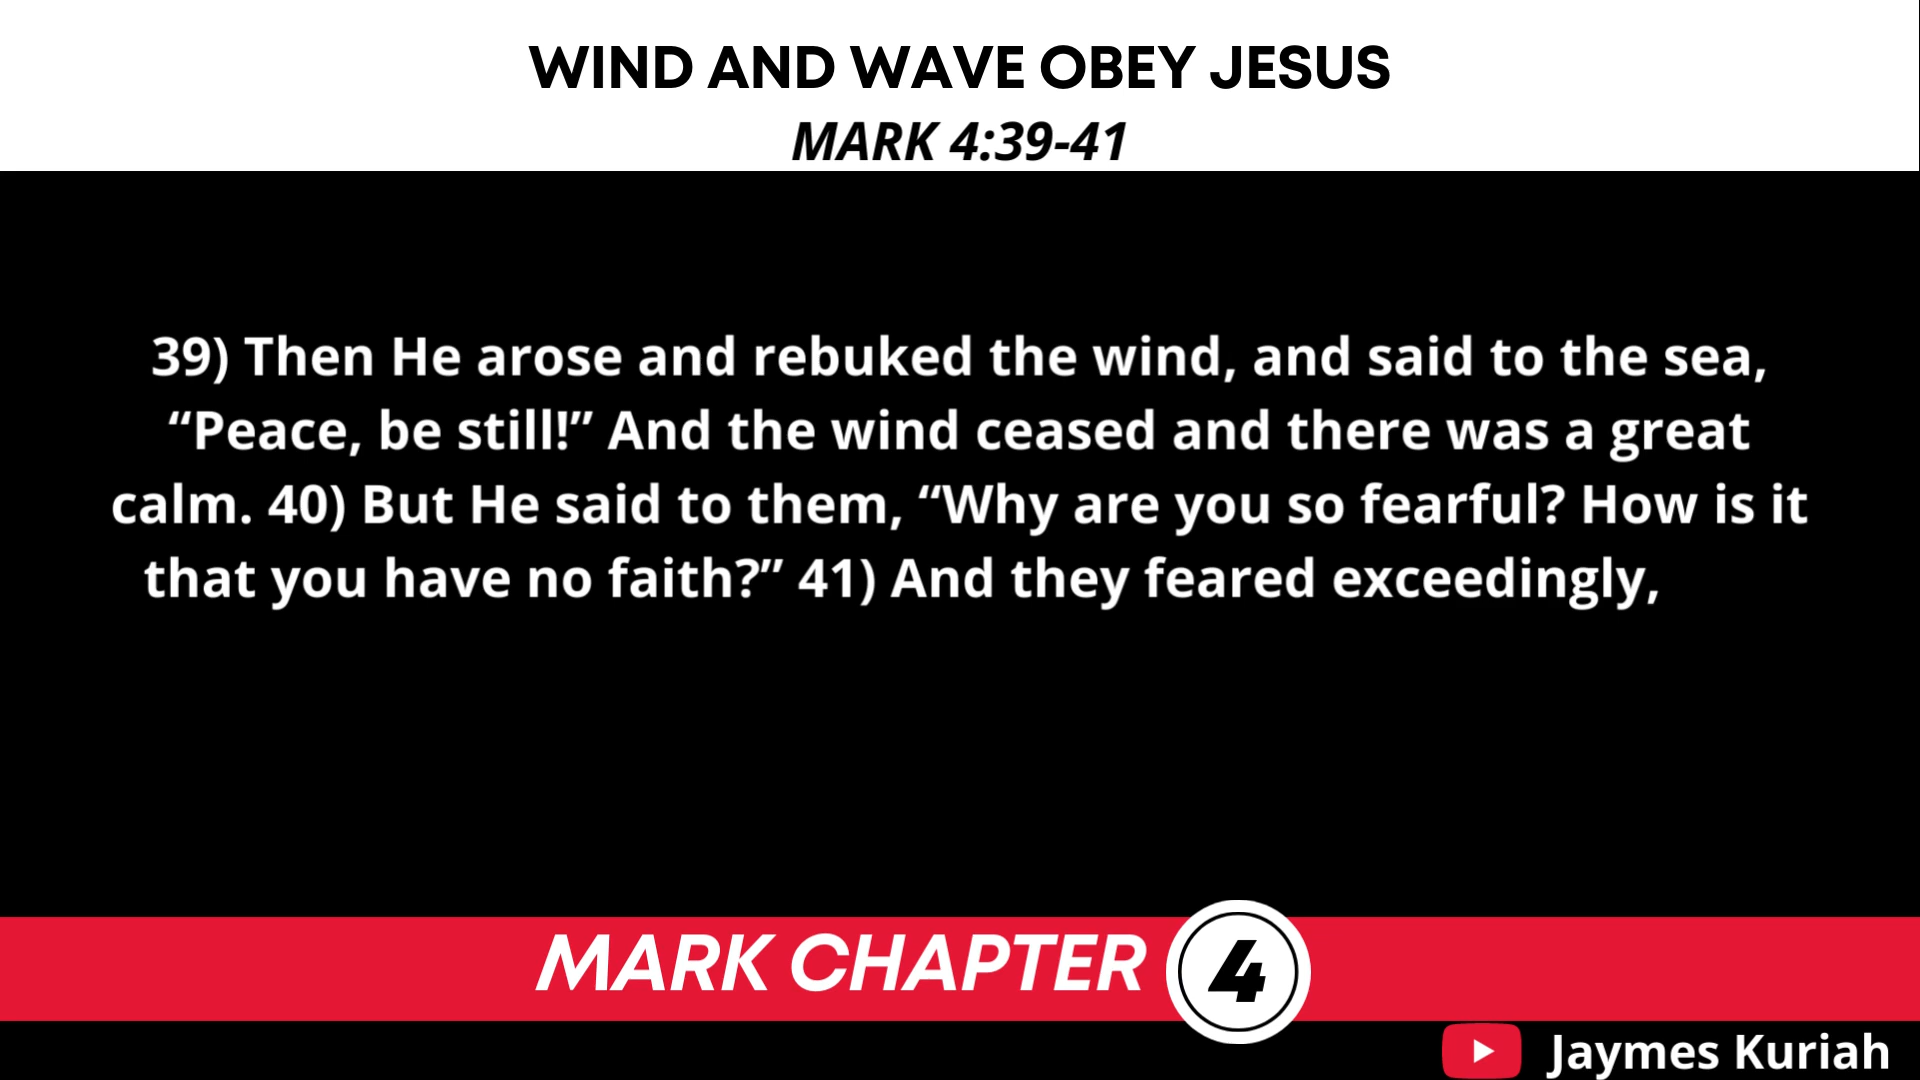 WIND AND WAVE OBEY JESUS
MARK 4:39-41
39) Then He arose and rebuked the wind, and said to the sea,
“Peace, be still!” And the wind ceased and there was a great
calm. 40) But He said to them, “Why are you so fearful? How is it
that you have no faith?” 41) And they feared exceedingly,
MARK CHAPTER 4
Jaymes Kuriah